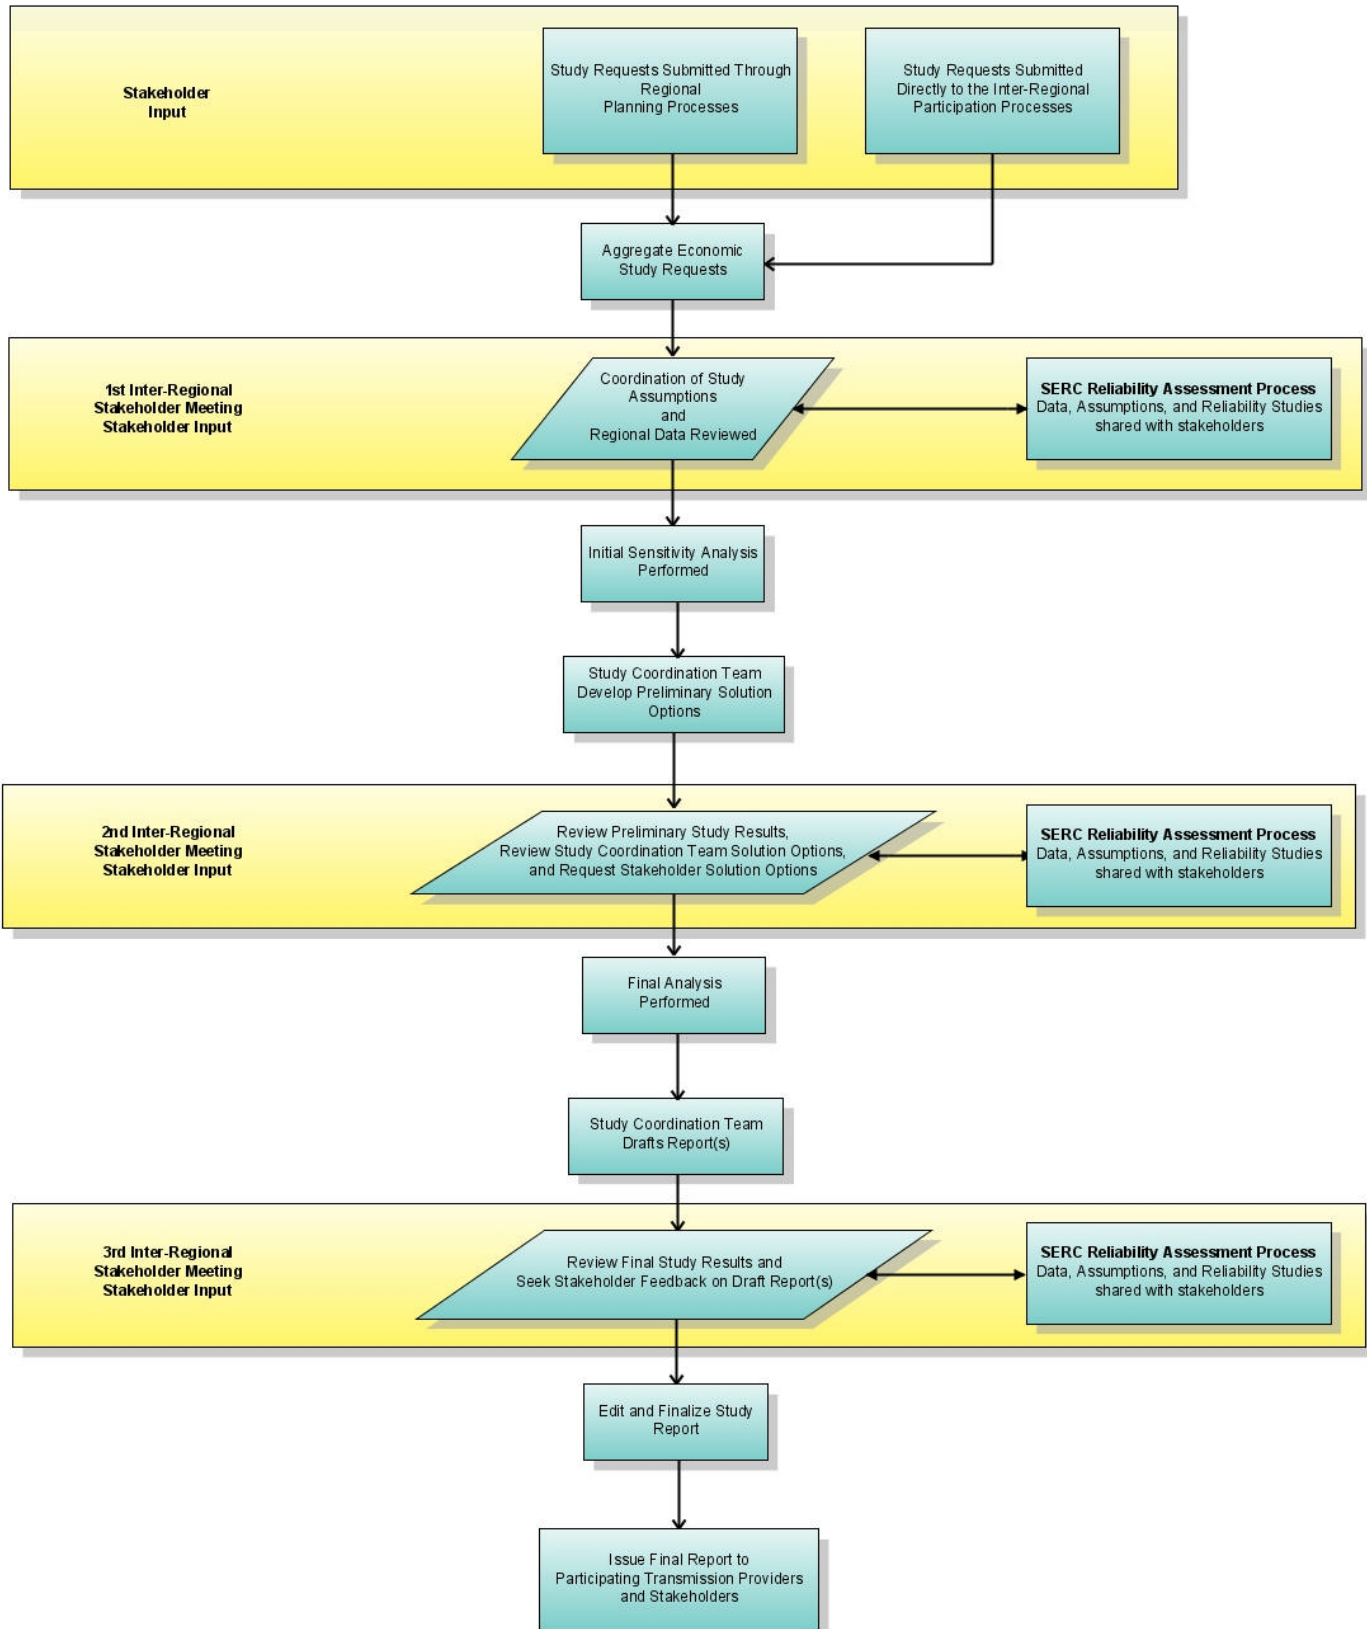 Stakeholder
Input
Study Requests Submitted Through
Regional
Planning Processes
Study Requests Submitted
Directly to the Inter-Regional
Participation Processes
Aggregate Economic
Study Requests
1st Inter-Regional
Stakeholder Meeting
Stakeholder Input
Coordination of Study
Assumptions
and
Regional Data Reviewed
SERC Reliability Assessment Process
Data, Assumptions, and Reliability Studies
shared with stakeholders
Initial Sensitivity Analysis
Performed
Study Coordination Team
Develop Preliminary Solution
Options
2nd Inter-Regional
Stakeholder Meeting
Stakeholder Input
Review Preliminary Study Results,
Review Study Coordination Team Solution Options,
and Request Stakeholder Solution Options
SERC Reliability Assessment Process
Data, Assumptions, and Reliability Studies
shared with stakeholders
Final Analysis
Performed
Study Coordination Team
Drafts Report(s)
3rd Inter-Regional
Stakeholder Meeting
Stakeholder Input
Review Final Study Results and
Seek Stakeholder Feedback on Draft Report(s)
SERC Reliability Assessment Process
Data, Assumptions, and Reliability Studies
shared with stakeholders
Edit and Finalize Study
Report
Issue Final Report to
Participating Transmission Providers
and Stakeholders